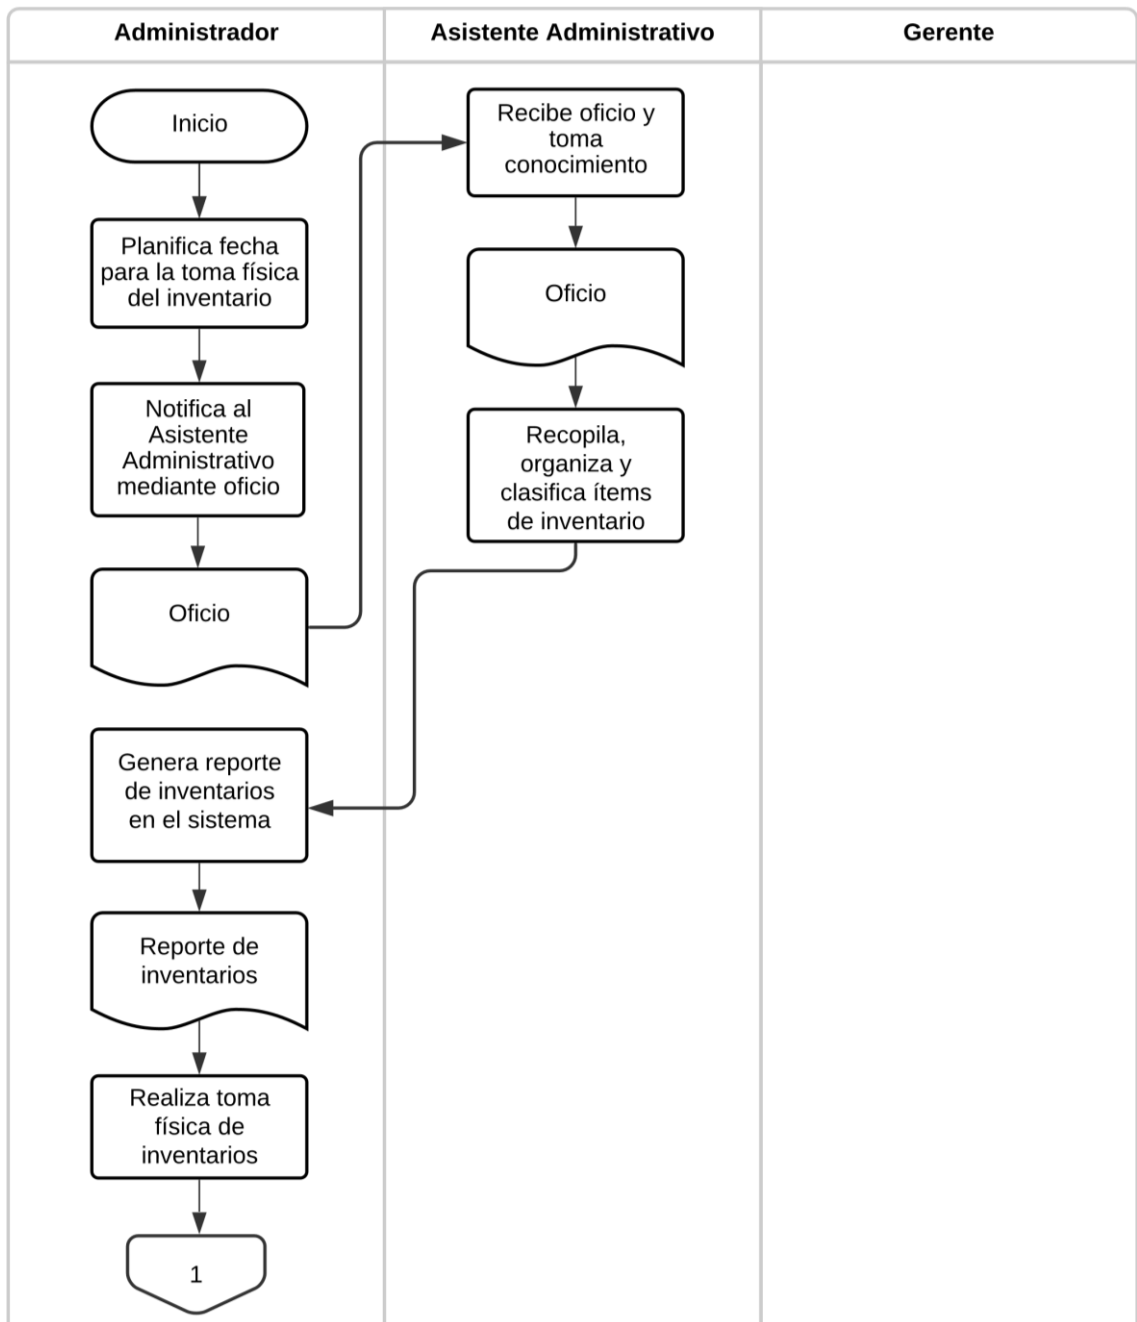 Administrador
Asistente Administrativo
Gerente
Inicio
Planifica fecha
para la toma física
del inventario
Notifica al
Asistente
Administrativo
mediante oficio
Oficio
Recibe oficio y
toma
conocimiento
Oficio
Recopila,
organiza y
clasifica ítems
de inventario
Genera reporte
de inventarios
en el sistema
Reporte de
inventarios
Realiza toma
física de
inventarios
1